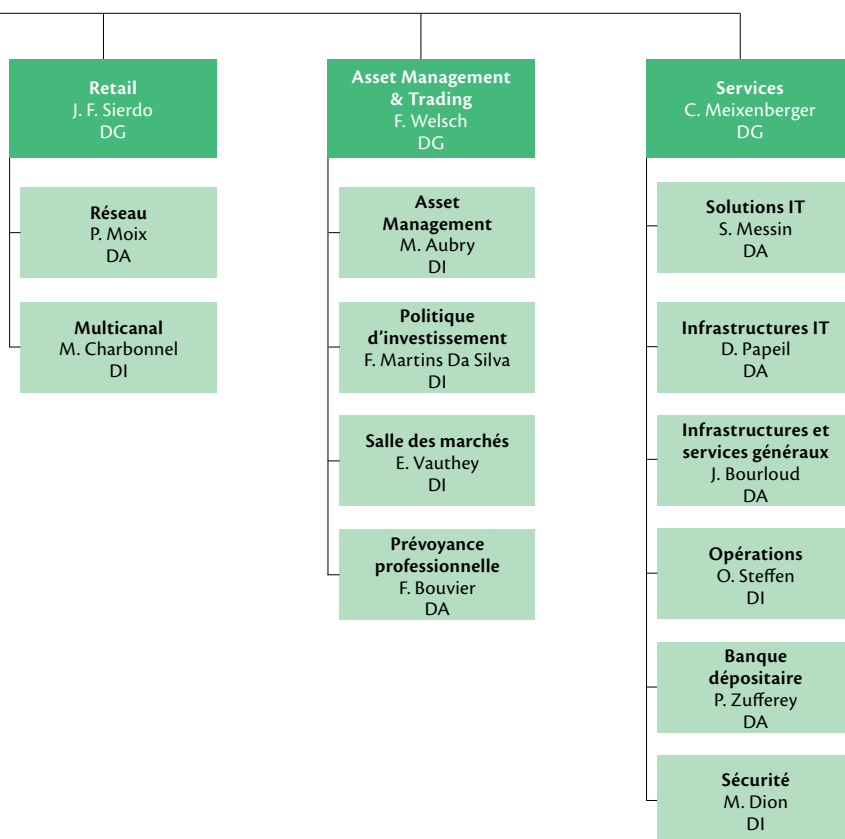 Retail
J. F. Sierdo
DG
Réseau
P. Moix
DA
Multicanal
M. Charbonnel
DI
Asset Management
& Trading
F. Welsch
DG
Asset
Management
M. Aubry
DI
Politique
d'investissement
F. Martins Da Silva
DI
Salle des marchés
E. Vauthey
DI
Prévoyance
professionnelle
F. Bouvier
DA
Services
C. Meixenberger
DG
Solutions IT
S. Messin
DA
Infrastructures IT
D. Papeil
DA
Infrastructures et
services généraux
J. Bourloud
DA
Opérations
O. Steffen
DI
Banque
dépositaire
P. Zufferey
DA
Sécurité
M. Dion
DI